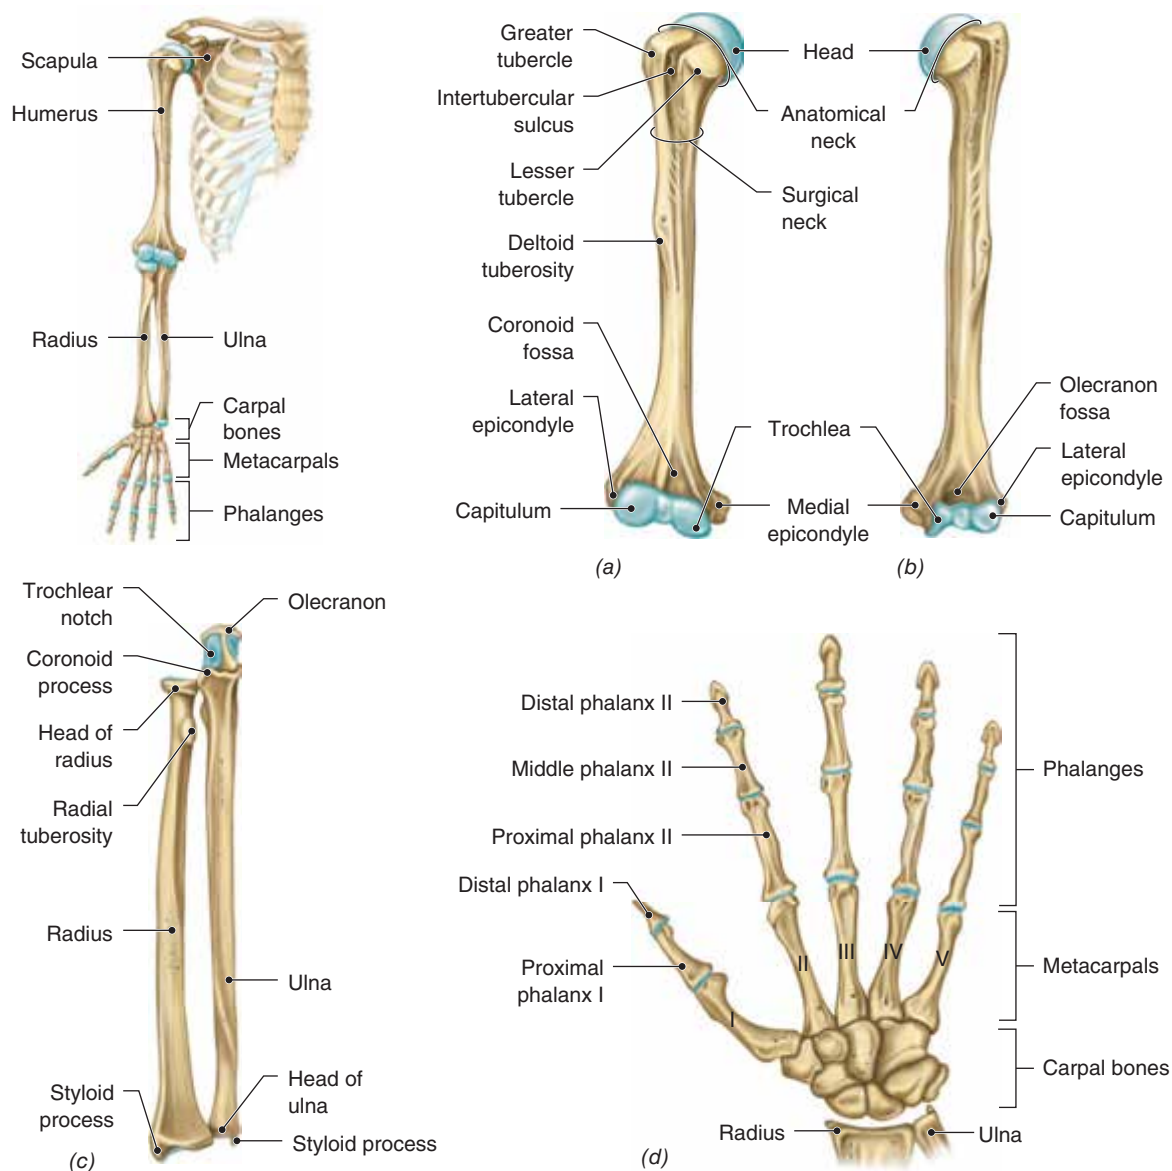 Scapula
Humerus
Radius
Ulna
Carpal
bones
Metacarpals
Phalanges
Greater
tubercle
Intertubercular
sulcus
Lesser
tubercle
Deltoid
tuberosity
Coronoid
fossa
Lateral
epicondyle
Capitulum
Head
Anatomical
neck
Surgical
neck
Trochlea
Medial
epicondyle
Olecranon
fossa
Lateral
epicondyle
Capitulum
(a)
(b)
Trochlear
notch
Coronoid
process
Head of
radius
Radial
tuberosity
Radius
Styloid
process
Olecranon
Ulna
Head of
ulna
Styloid process
(c)
Distal phalanx II
Middle phalanx II
Proximal phalanx II
Distal phalanx I
Proximal
phalanx I
I
II
III
IV
V
Phalanges
Metacarpals
Carpal bones
Radius
Ulna
(d)